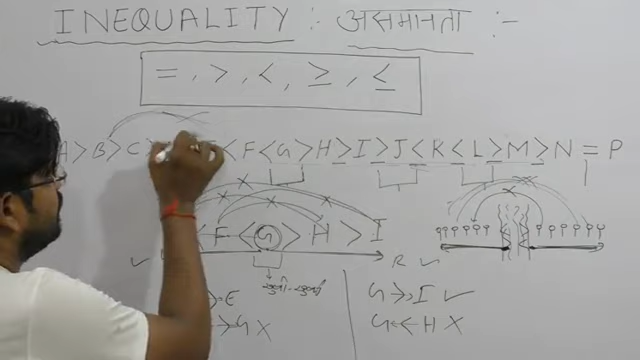 INEQUALITY : असमानता :-
= , > , < , ≥ , ≤
A > B > C > < F < G > H ≥ I ≥ J < K ≤ L ≥ M ≥ N = P
< F < G > H > I
R ✓
✓
> E
> G X
G > I ✓
G < H X